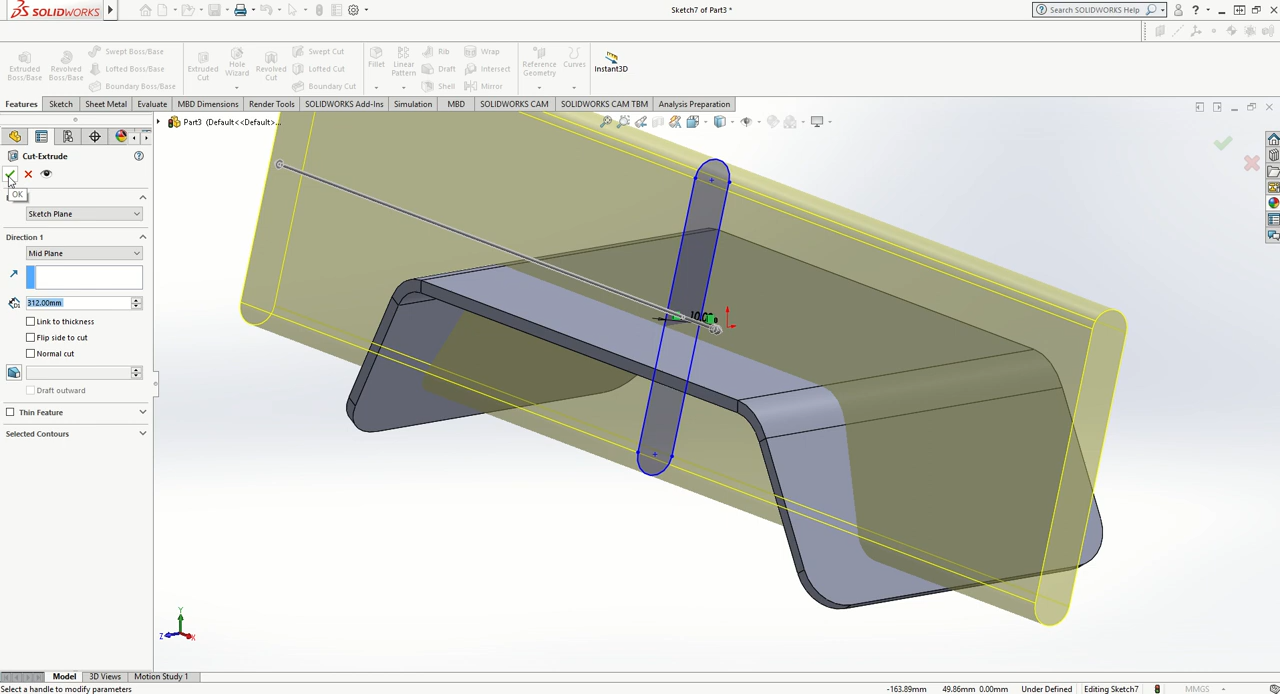 SOLIDWORKS
Sketch7 of Part3 *
Search SOLIDWORKS Help
?
Extruded Boss/Base
Revolved Boss/Base
Swept Boss/Base
Lofted Boss/Base
Boundary Boss/Base
Extruded Cut
Hole Wizard
Revolved Cut
Swept Cut
Lofted Cut
Boundary Cut
Fillet
Linear Pattern
Rib
Draft
Shell
Wrap
Intersect
Mirror
Reference Geometry
Curves
Instant3D
Features Sketch Sheet Metal Evaluate MBD Dimensions Render Tools SOLIDWORKS Add-Ins Simulation MBD SOLIDWORKS CAM SOLIDWORKS CAM TBM Analysis Preparation
Part3 (Default<<Default>...
Cut-Extrude
OK
Sketch Plane
Direction 1
Mid Plane
D1
312.00mm
Link to thickness
Flip side to cut
Normal cut
Draft outward
Thin Feature
Selected Contours
Y
Z
X
Model 3D Views Motion Study 1
Select a handle to modify parameters
-163.89mm 49.86mm 0.00mm Under Defined Editing Sketch7 MMGS